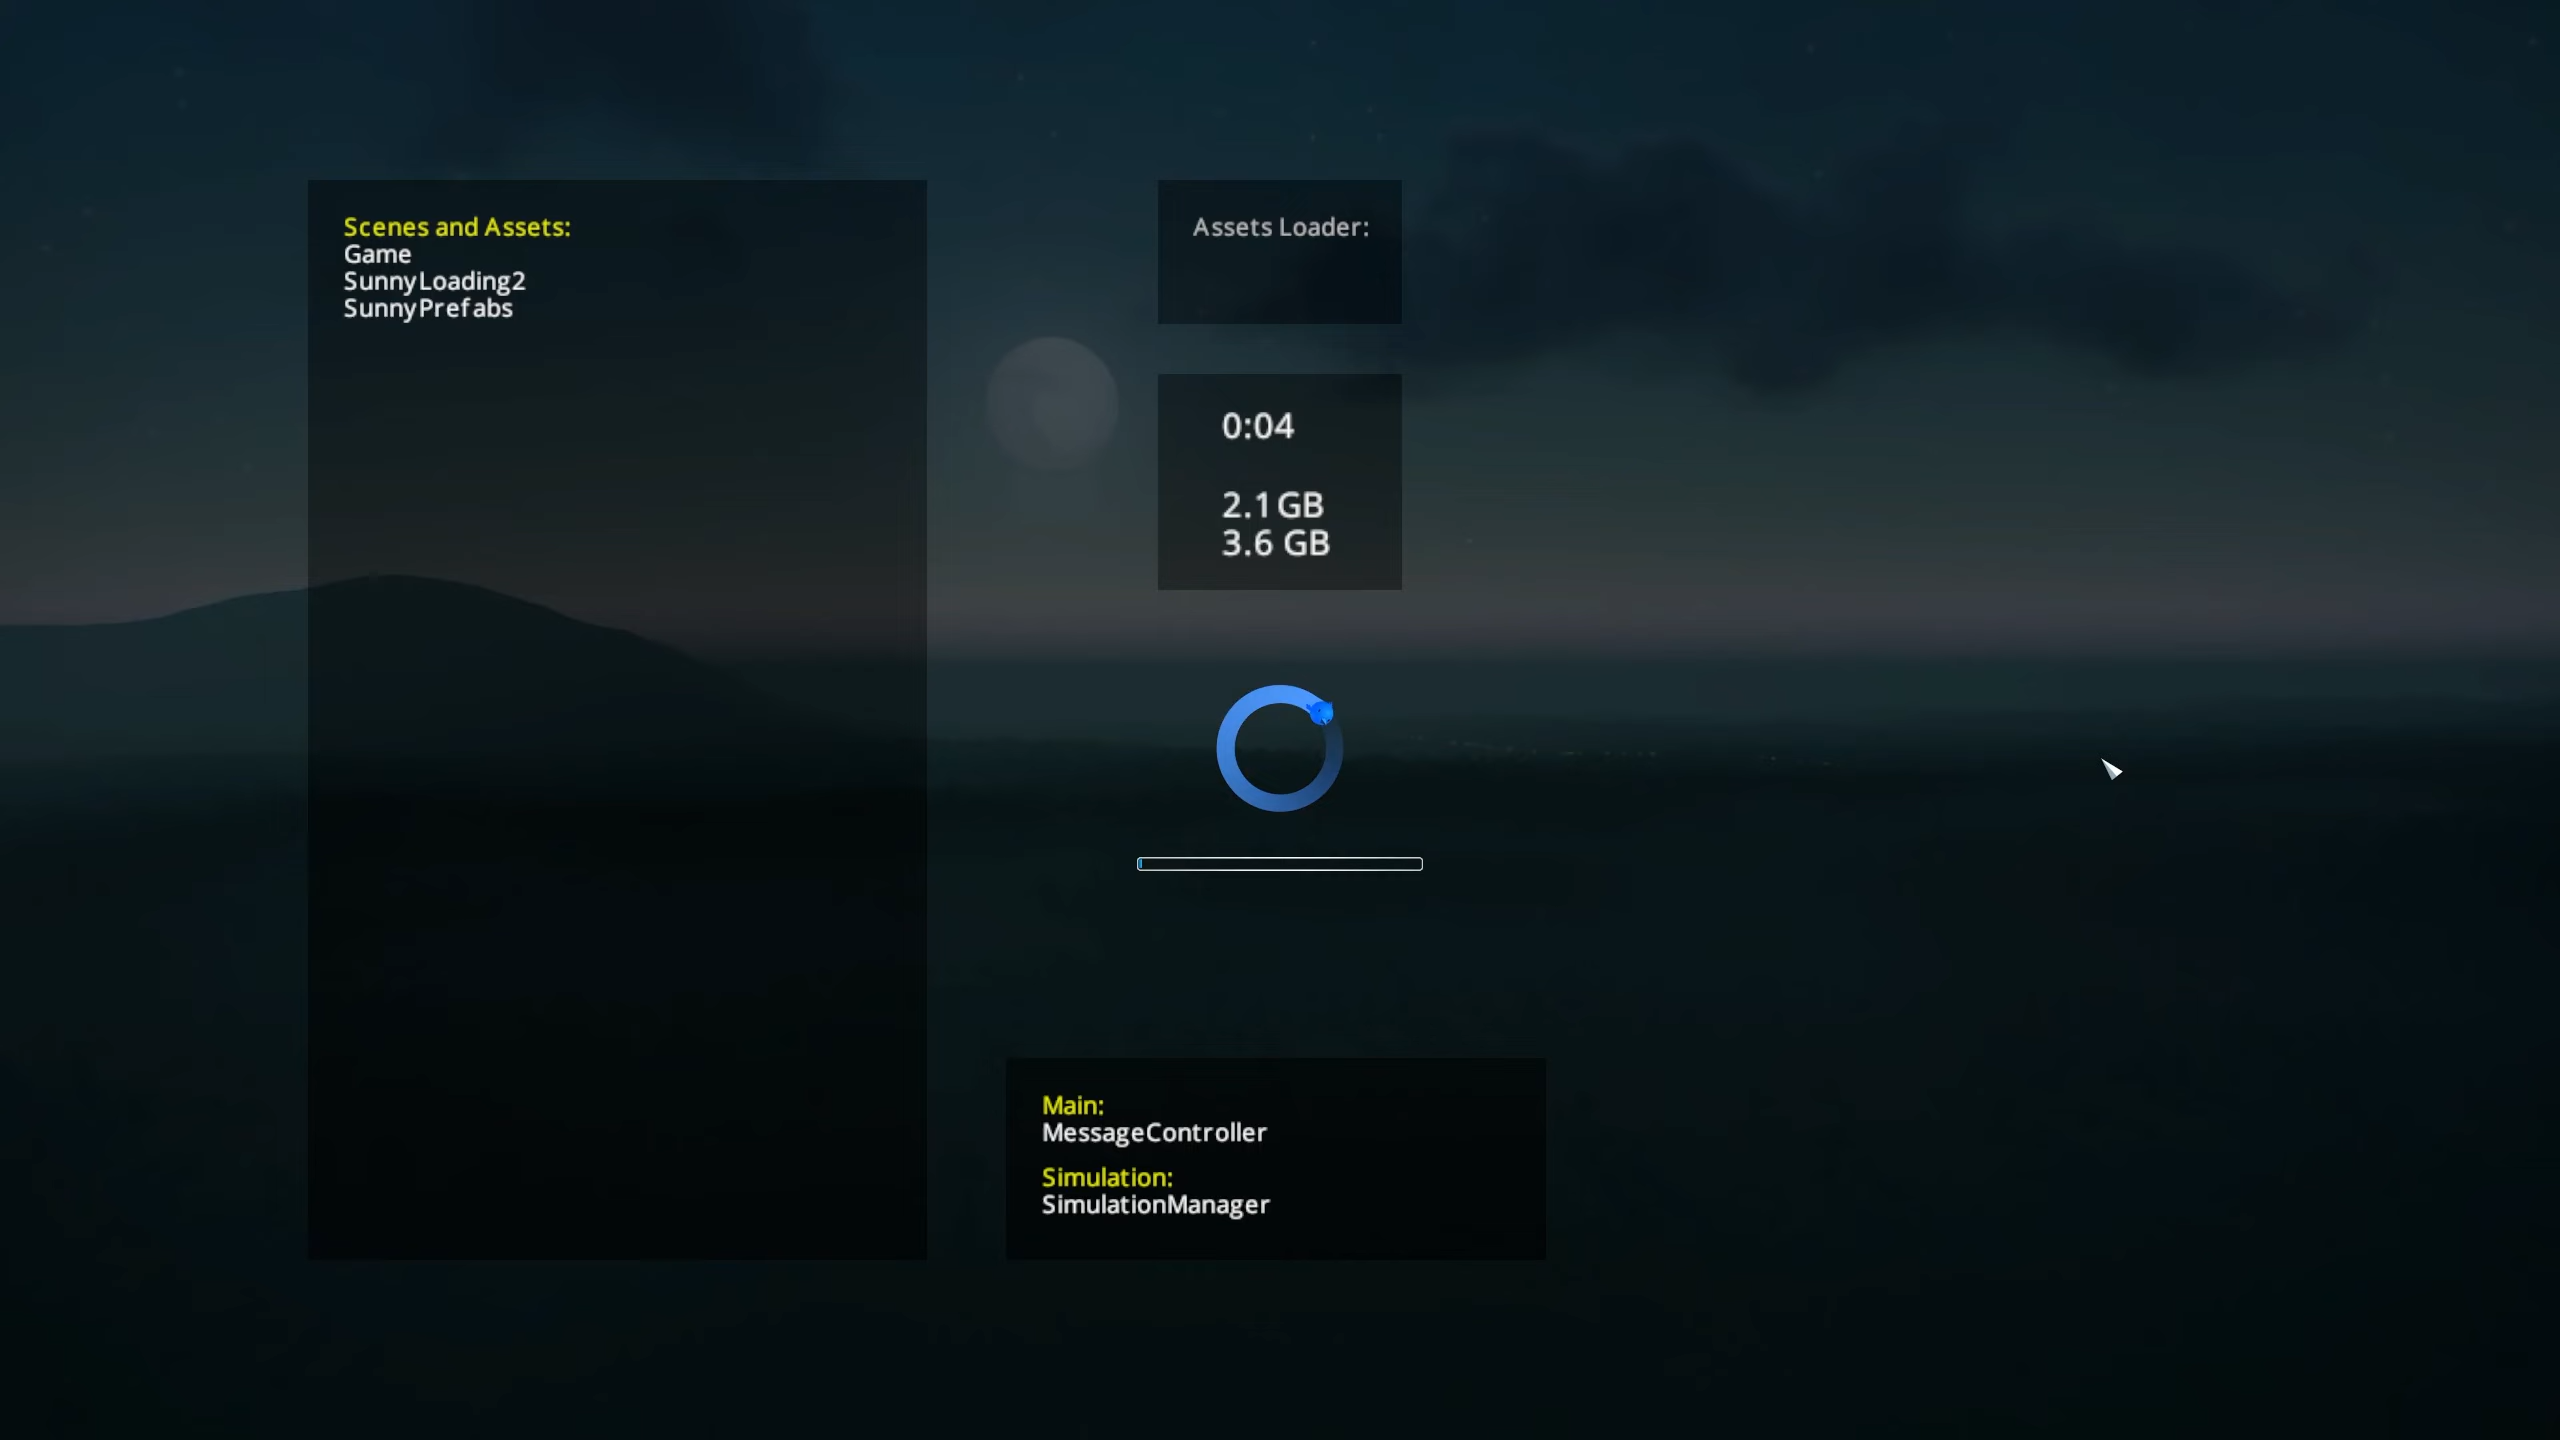 Scenes and Assets:
Game
SunnyLoading2
SunnyPrefabs
Assets Loader:
0:04
2.1 GB
3.6 GB
Main:
MessageController
Simulation:
SimulationManager